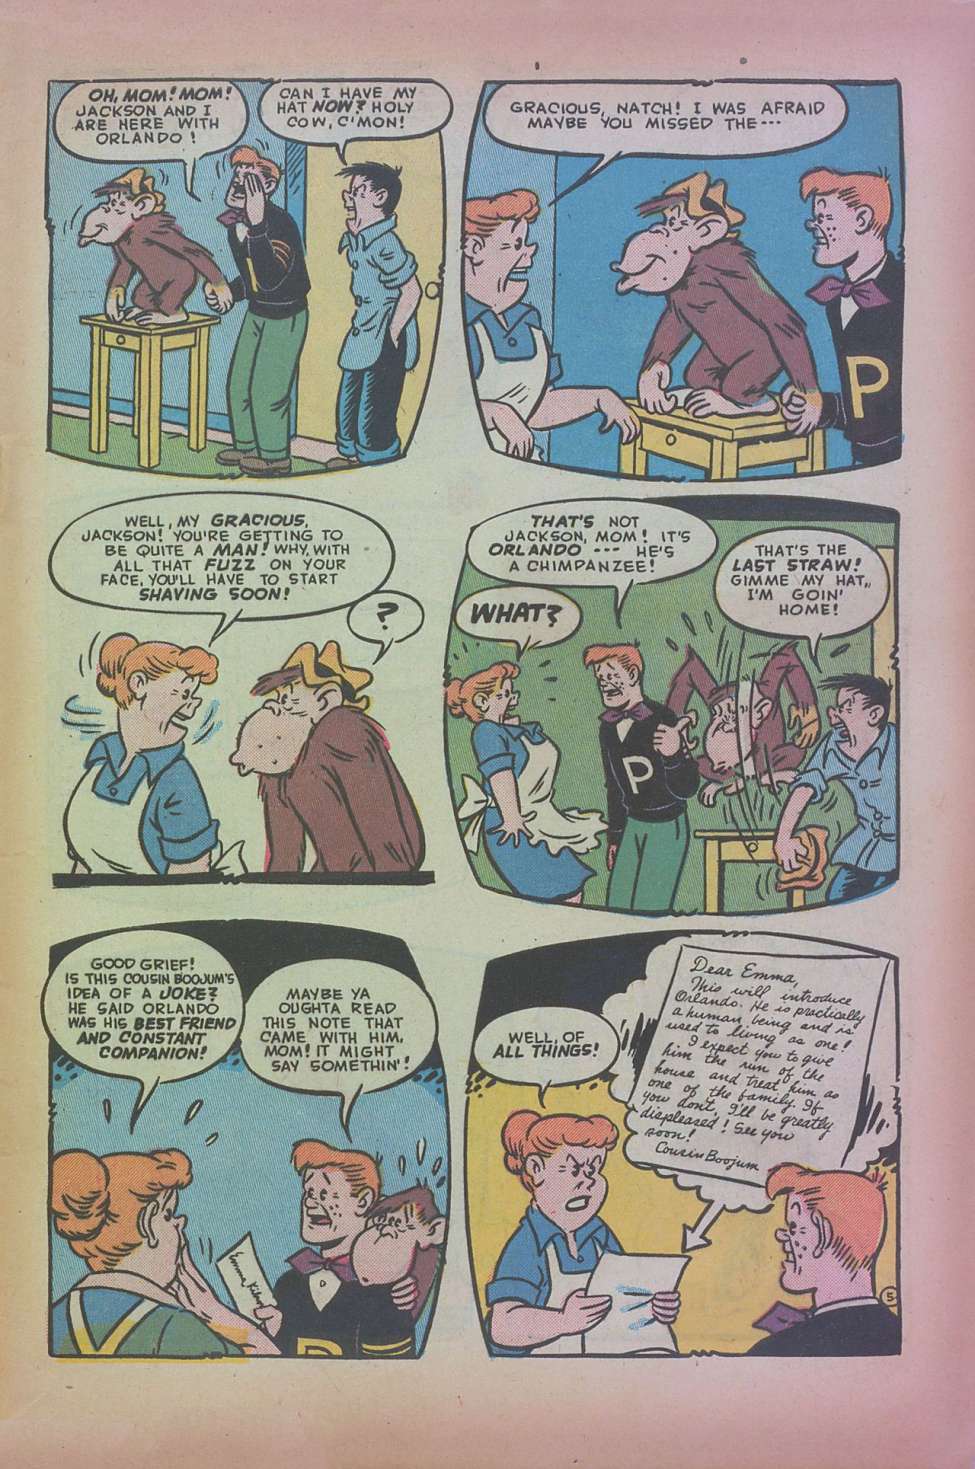 OH, MOM! MOM!
JACKSON AND I
ARE HERE WITH
ORLANDO!
CAN I HAVE MY
HAT NOW? HOLY
COW, C'MON!
GRACIOUS, NATCH! I WAS AFRAID
MAYBE YOU MISSED THE---
P
WELL, MY GRACIOUS,
JACKSON! YOU'RE GETTING TO
BE QUITE A MAN! WHY, WITH
ALL THAT FUZZ ON YOUR
FACE, YOU'LL HAVE TO START
SHAVING SOON!
?
WHAT?
THAT'S NOT
JACKSON, MOM! IT'S
ORLANDO --- HE'S
A CHIMPANZEE!
THAT'S THE
LAST STRAW!
GIMME MY HAT,,
I'M GOIN'
HOME!
P
GOOD GRIEF!
IS THIS COUSIN BOOJUM'S
IDEA OF A JOKE?
HE SAID ORLANDO
WAS HIS BEST FRIEND
AND CONSTANT
COMPANION!
MAYBE YA
OUGHTA READ
THIS NOTE THAT
CAME WITH HIM,
MOM! IT MIGHT
SAY SOMETHIN'!
Emma
P
WELL, OF
ALL THINGS!
Dear Emma,
This will introduce
Orlando. He is practically
a human being and is
used to living as one!
I expect you to give
him the run of the
house and treat him as
one of the family. If
you dont, I'll be greatly
displeased! See you
soon!
Cousin Boojum
5